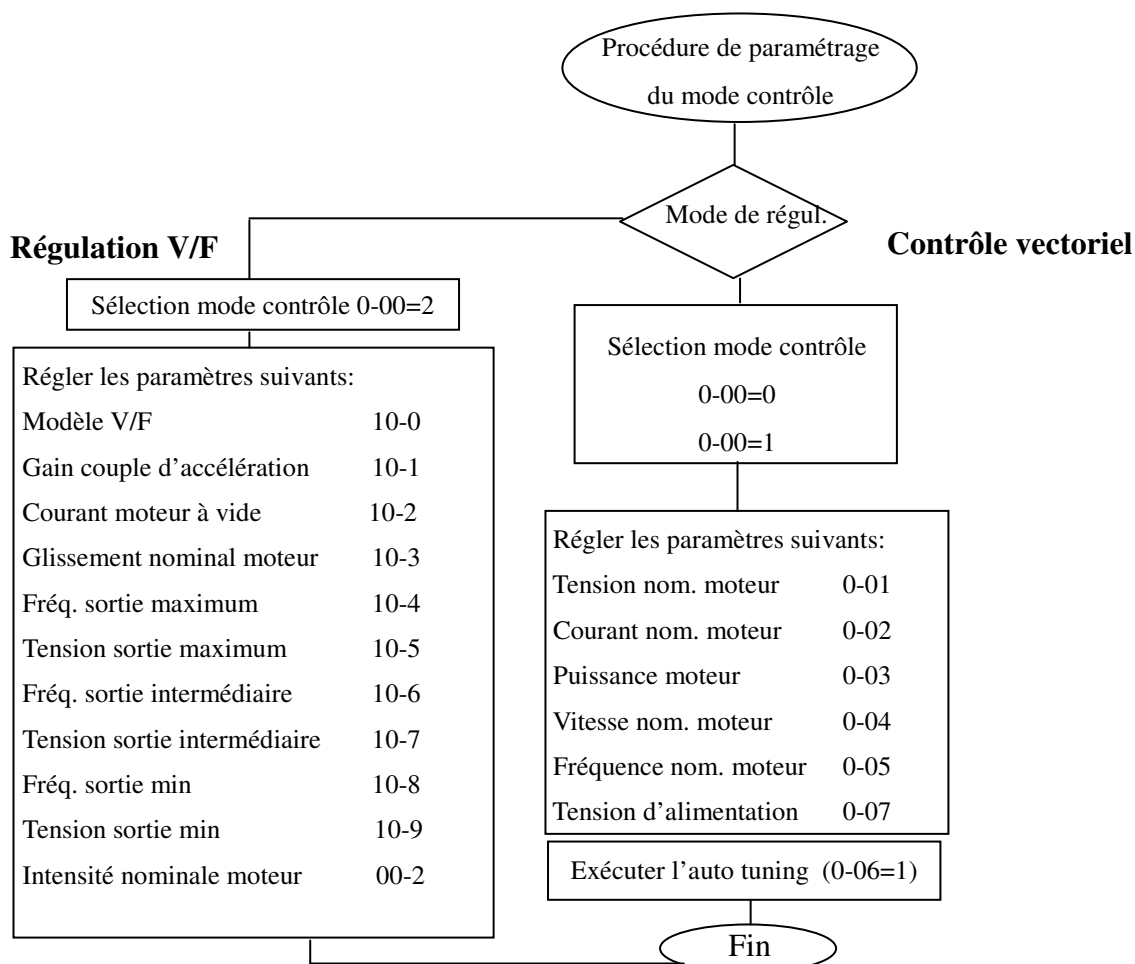 Procédure de paramétrage
du mode contrôle
Mode de régul.
Régulation V/F
Contrôle vectoriel
Sélection mode contrôle 0-00=2
Régler les paramètres suivants:
Modèle V/F 10-0
Gain couple d’accélération 10-1
Courant moteur à vide 10-2
Glissement nominal moteur 10-3
Fréq. sortie maximum 10-4
Tension sortie maximum 10-5
Fréq. sortie intermédiaire 10-6
Tension sortie intermédiaire 10-7
Fréq. sortie min 10-8
Tension sortie min 10-9
Intensité nominale moteur 00-2
Sélection mode contrôle
0-00=0
0-00=1
Régler les paramètres suivants:
Tension nom. moteur 0-01
Courant nom. moteur 0-02
Puissance moteur 0-03
Vitesse nom. moteur 0-04
Fréquence nom. moteur 0-05
Tension d’alimentation 0-07
Exécuter l’auto tuning (0-06=1)
Fin